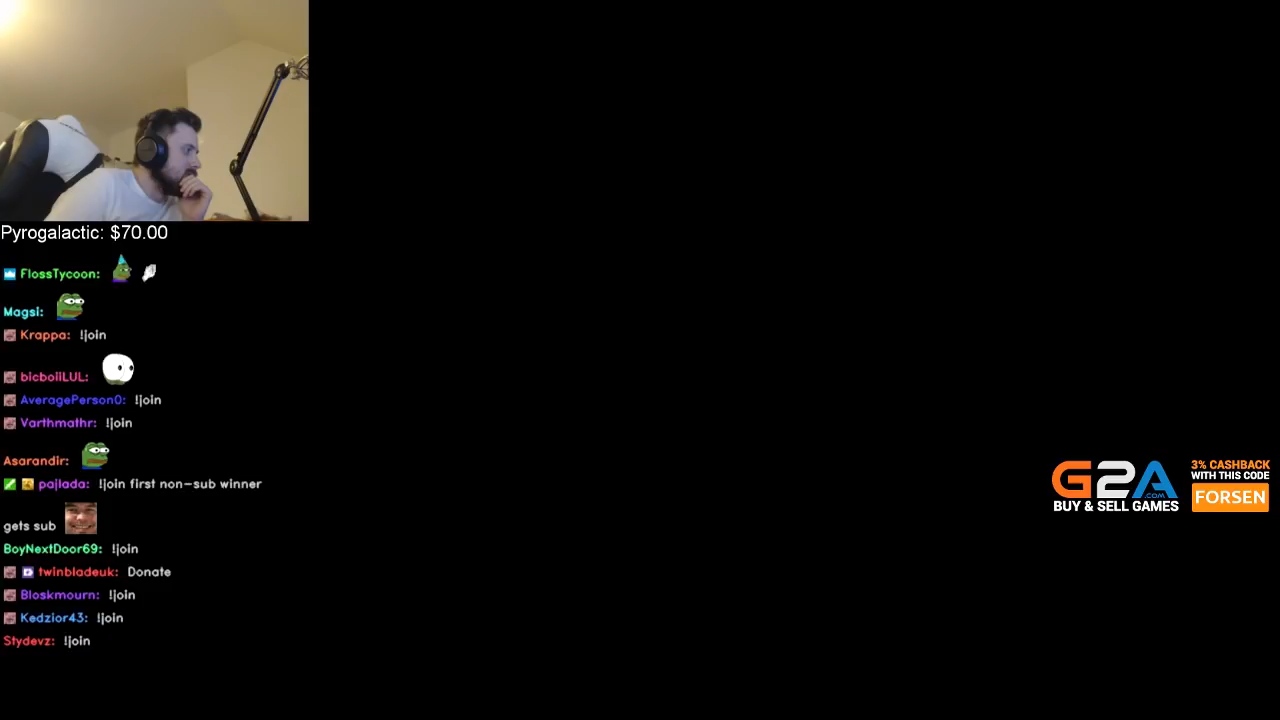 Pyrogalactic: $70.00
FlossTycoon:
Magsi:
Krappa: !join
bicboiiLUL:
AveragePerson0: !join
Varthmathr: !join
Asarandir:
pajlada: !join first non-sub winner
gets sub
BoyNextDoor69: !join
twinbladeuk: Donate
Bloskmourn: !join
Kedzior43: !join
Stydevz: !join
G2A
.COM
BUY & SELL GAMES
3% CASHBACK
WITH THIS CODE
FORSEN